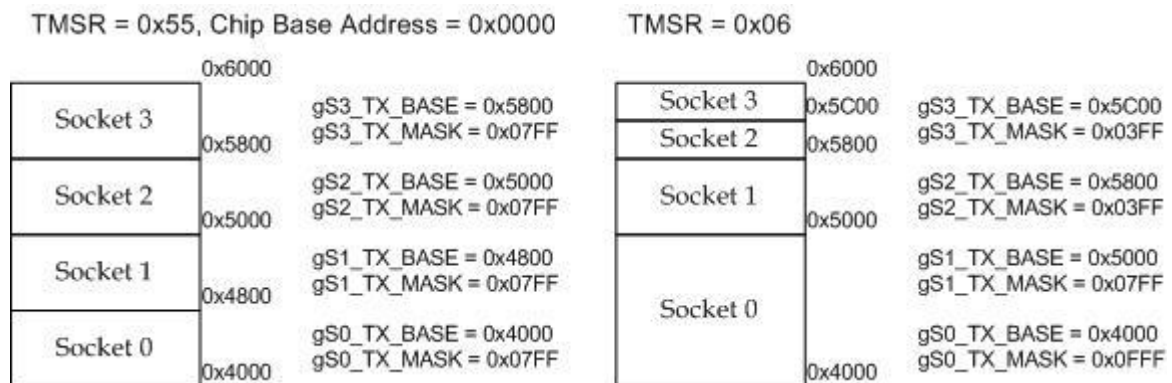 TMSR = 0x55, Chip Base Address = 0x0000
0x6000
Socket 3
gS3_TX_BASE = 0x5800
gS3_TX_MASK = 0x07FF
0x5800
Socket 2
gS2_TX_BASE = 0x5000
gS2_TX_MASK = 0x07FF
0x5000
Socket 1
gS1_TX_BASE = 0x4800
gS1_TX_MASK = 0x07FF
0x4800
Socket 0
gS0_TX_BASE = 0x4000
gS0_TX_MASK = 0x07FF
0x4000
TMSR = 0x06
0x6000
Socket 3
0x5C00
gS3_TX_BASE = 0x5C00
gS3_TX_MASK = 0x03FF
Socket 2
0x5800
gS2_TX_BASE = 0x5800
gS2_TX_MASK = 0x03FF
Socket 1
0x5000
gS1_TX_BASE = 0x5000
gS1_TX_MASK = 0x07FF
Socket 0
gS0_TX_BASE = 0x4000
gS0_TX_MASK = 0x0FFF
0x4000